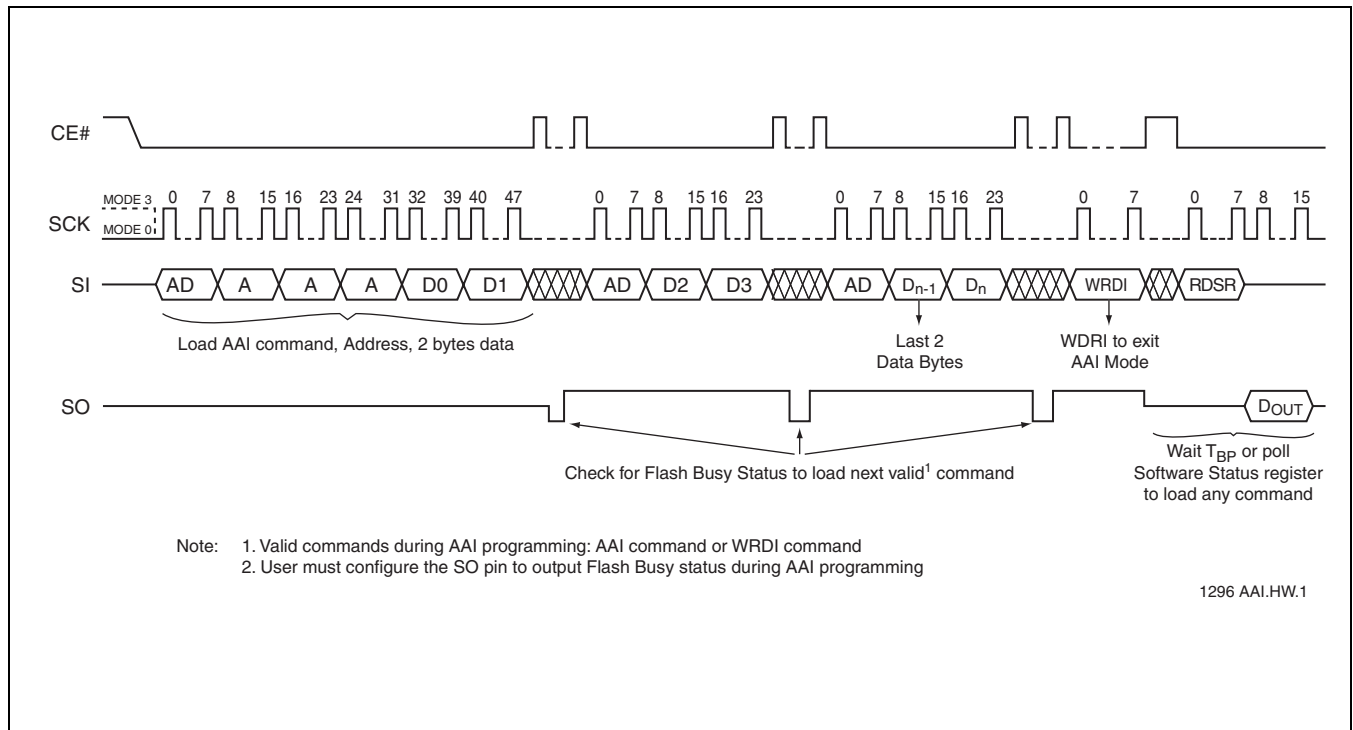 CE#
MODE 3
MODE 0
SCK
0 7 8 15 16 23 24 31 32 39 40 47 0 7 8 15 16 23 0 7 8 15 16 23 0 7 0 7 8 15
SI
AD A A A D0 D1 AD D2 D3 AD Dn-1 Dn WRDI RDSR
Load AAI command, Address, 2 bytes data
Last 2
Data Bytes
WDRI to exit
AAI Mode
SO
DOUT
Check for Flash Busy Status to load next valid1 command
Wait TBP or poll
Software Status register
to load any command
Note: 1. Valid commands during AAI programming: AAI command or WRDI command
2. User must configure the SO pin to output Flash Busy status during AAI programming
1296 AAI.HW.1